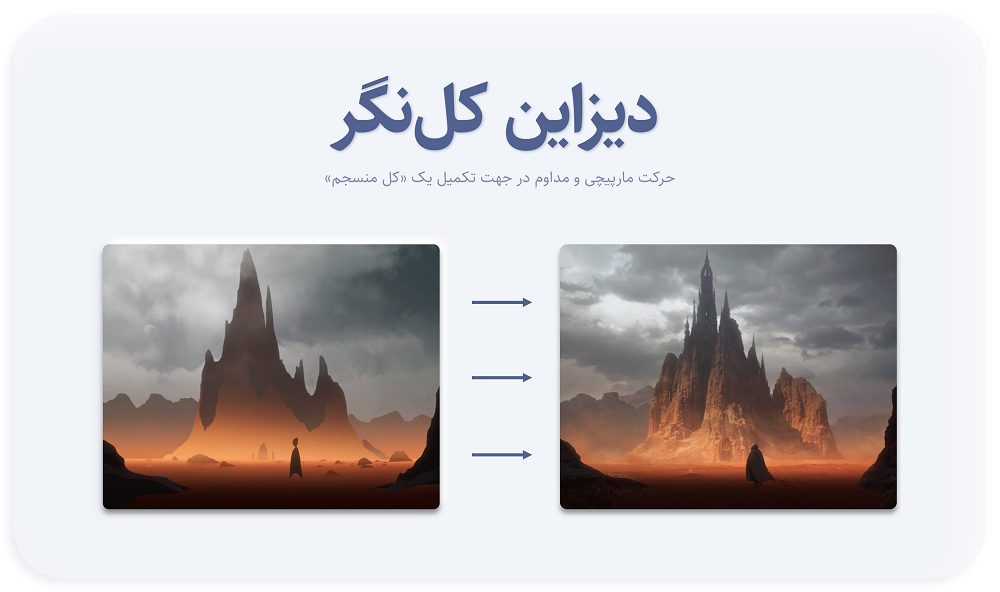 دیزاین کل‌نگر
حرکت مارپیچی و مداوم در جهت تکمیل یک «کل منسجم»